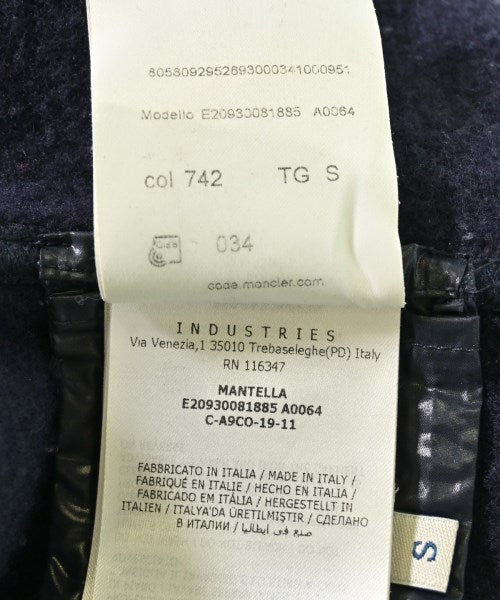 8058092952693000341000951
Modello E20930081885 A0064
col 742 TG S
034
code.moncler.com
INDUSTRIES
Via Venezia,1 35010 Trebaseleghe(PD) Italy
RN 116347
MANTELLA
E20930081885 A0064
C-A9CO-19-11
FABBRICATO IN ITALIA / MADE IN ITALY /
FABRIQUÉ EN ITALIE / HECHO EN ITALIA /
FABRICADO EM ITÁLIA / HERGESTELLT IN
ITALIEN / ITALYA'DA ÜRETILMIŞTIR / СДЕЛАНО
В ИТАЛИИ / صنع في ايطاليا
S